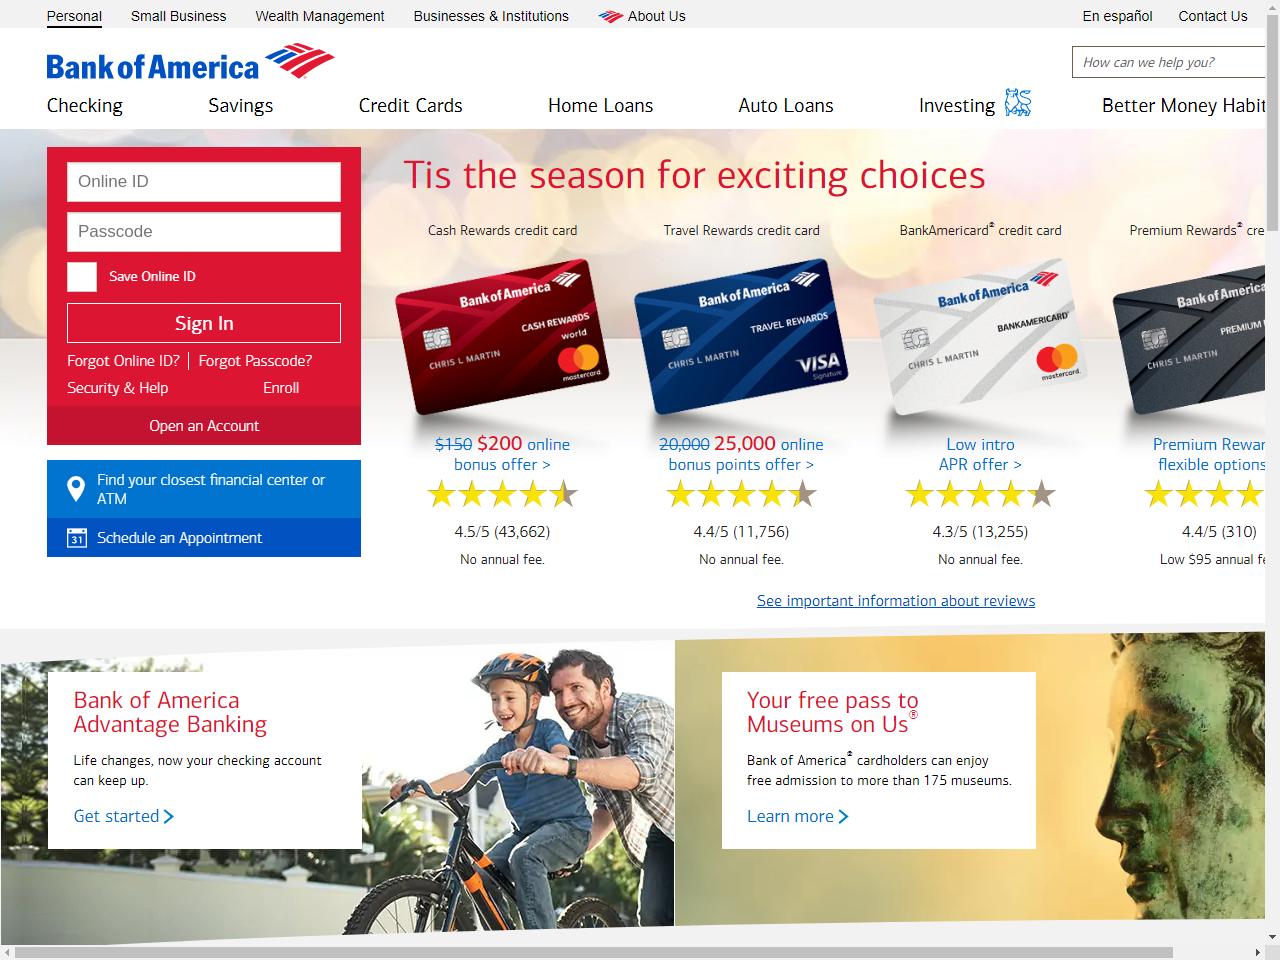 Personal Small Business Wealth Management Businesses & Institutions About Us En español Contact Us
Bank of America
How can we help you?
Checking Savings Credit Cards Home Loans Auto Loans Investing Better Money Habit
Online ID
Passcode
Save Online ID
Sign In
Forgot Online ID? Forgot Passcode?
Security & Help Enroll
Open an Account
Find your closest financial center or
ATM
31 Schedule an Appointment
Tis the season for exciting choices
Cash Rewards credit card
Bank of America
CASH REWARDS
world
CHRIS L MARTIN
mastercard.
$150 $200 online
bonus offer >
4.5/5 (43,662)
No annual fee.
Travel Rewards credit card
Bank of America
TRAVEL REWARDS
CHRIS L MARTIN
VISA
Signature
20,000 25,000 online
bonus points offer >
4.4/5 (11,756)
No annual fee.
BankAmericard® credit card
Bank of America
BANKAMERICARD®
CHRIS L MARTIN
mastercard.
Low intro
APR offer >
4.3/5 (13,255)
No annual fee.
Premium Rewards® cre
Bank of America
PREMIUM
CHRIS L MARTIN
Premium Rewar
flexible options
4.4/5 (310)
Low $95 annual fe
See important information about reviews
Bank of America
Advantage Banking
Life changes, now your checking account
can keep up.
Get started
Your free pass to
Museums on Us®
Bank of America® cardholders can enjoy
free admission to more than 175 museums.
Learn more